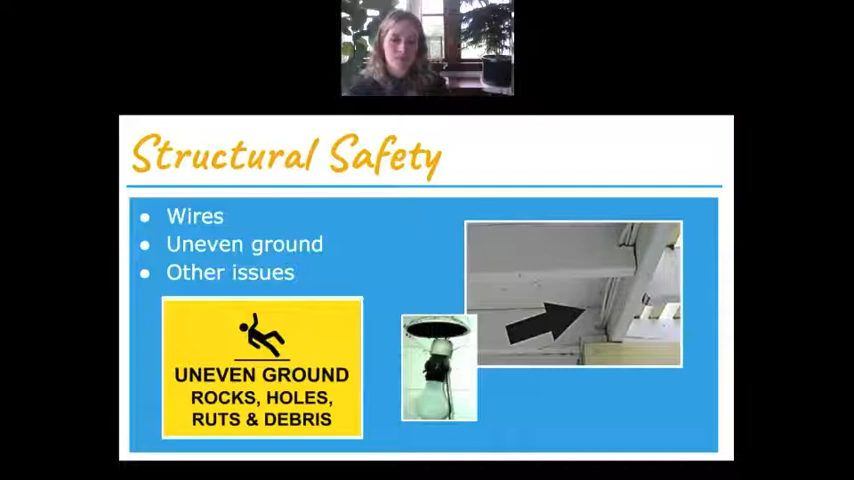 Structural Safety
Wires
Uneven ground
Other issues
UNEVEN GROUND
ROCKS, HOLES,
RUTS & DEBRIS